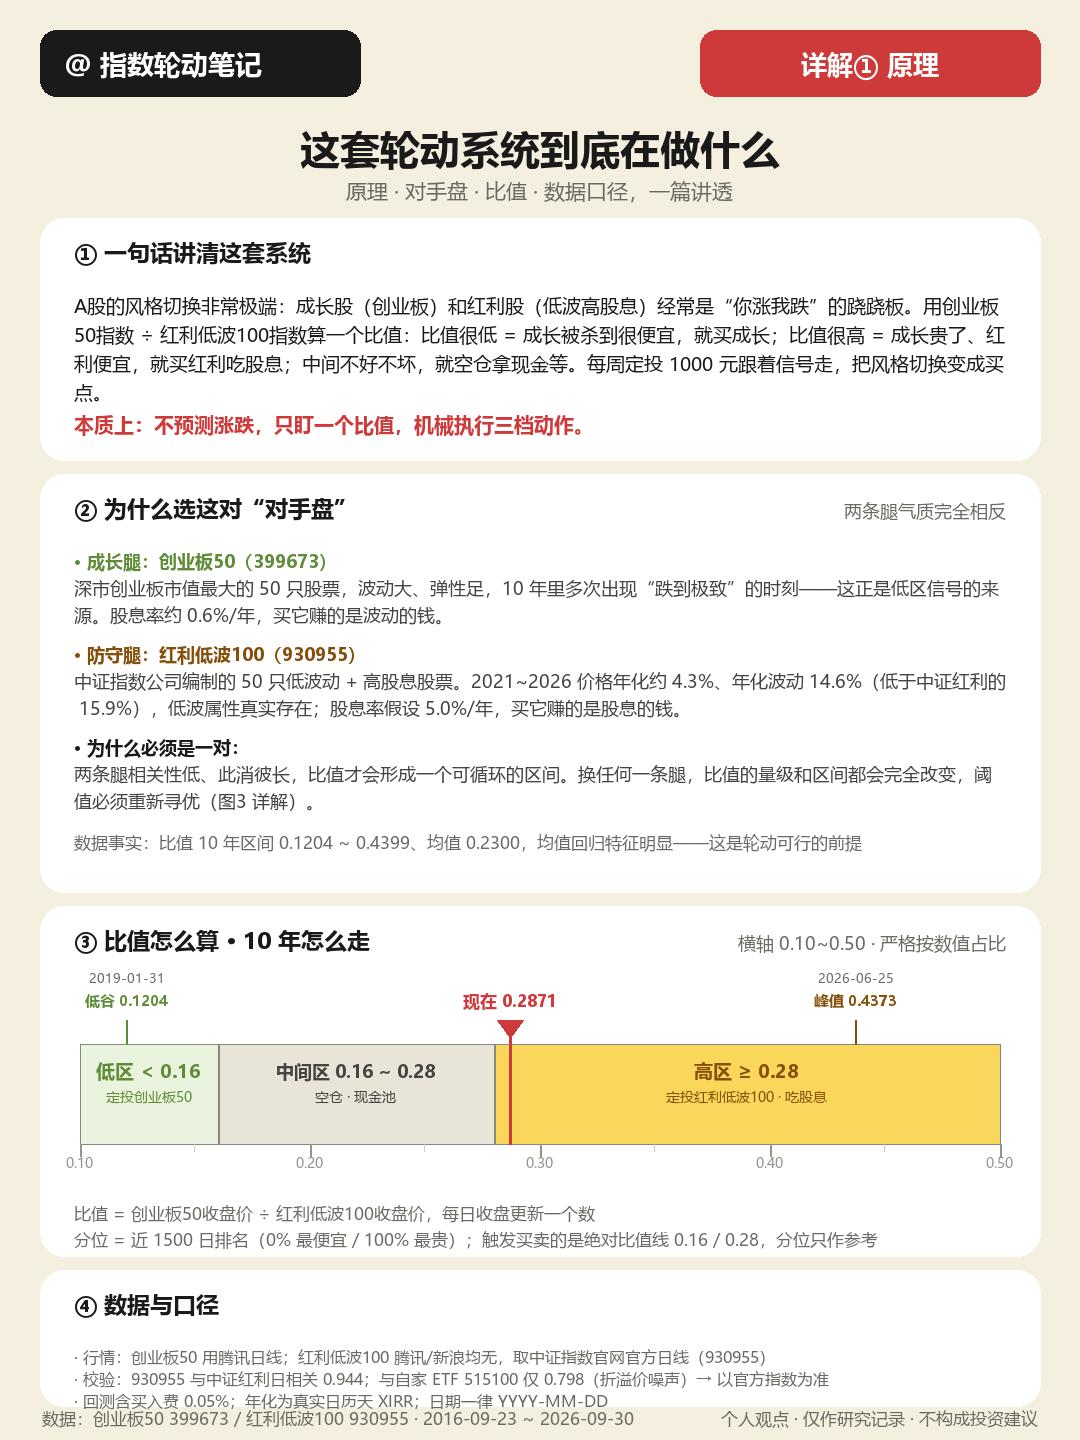 @ 指数轮动笔记
详解① 原理
这套轮动系统到底在做什么
原理 · 对手盘 · 比值 · 数据口径，一篇讲透
① 一句话讲清这套系统
A股的风格切换非常极端：成长股（创业板）和红利股（低波高股息）经常是“你涨我跌”的跷跷板。用创业板
50指数 ÷ 红利低波100指数算一个比值：比值很低 = 成长被杀到很便宜，就买成长；比值很高 = 成长贵了、红
利便宜，就买红利吃股息；中间不好不坏，就空仓拿现金等。每周定投 1000 元跟着信号走，把风格切换变成买
点。
本质上：不预测涨跌，只盯一个比值，机械执行三档动作。
② 为什么选这对“对手盘”
两条腿气质完全相反
• 成长腿：创业板50（399673）
深市创业板市值最大的 50 只股票，波动大、弹性足，10 年里多次出现“跌到极致”的时刻——这正是低区信号的来
源。股息率约 0.6%/年，买它赚的是波动的钱。
• 防守腿：红利低波100（930955）
中证指数公司编制的 50 只低波动 + 高股息股票。2021~2026 价格年化约 4.3%、年化波动 14.6%（低于中证红利的
15.9%），低波属性真实存在；股息率假设 5.0%/年，买它赚的是股息的钱。
• 为什么必须是一对：
两条腿相关性低、此消彼长，比值才会形成一个可循环的区间。换任何一条腿，比值的量级和区间都会完全改变，阈
值必须重新寻优（图3 详解）。
数据事实：比值 10 年区间 0.1204 ~ 0.4399、均值 0.2300，均值回归特征明显——这是轮动可行的前提
③ 比值怎么算 • 10 年怎么走
横轴 0.10~0.50 · 严格按数值占比
2019-01-31
低谷 0.1204
现在 0.2871
2026-06-25
峰值 0.4373
低区 < 0.16
定投创业板50
中间区 0.16 ~ 0.28
空仓 · 现金池
高区 ≥ 0.28
定投红利低波100 · 吃股息
0.10
0.20
0.30
0.40
0.50
比值 = 创业板50收盘价 ÷ 红利低波100收盘价，每日收盘更新一个数
分位 = 近 1500 日排名（0% 最便宜 / 100% 最贵）；触发买卖的是绝对比值线 0.16 / 0.28，分位只作参考
④ 数据与口径
· 行情：创业板50 用腾讯日线；红利低波100 腾讯/新浪均无，取中证指数官网官方日线（930955）
· 校验：930955 与中证红利日相关 0.944；与自家 ETF 515100 仅 0.798（折溢价噪声）→ 以官方指数为准
· 回测含买入费 0.05%；年化为真实日历天 XIRR；日期一律 YYYY-MM-DD
数据：创业板50 399673 / 红利低波100 930955 · 2016-09-23 ~ 2026-09-30
个人观点 · 仅作研究记录 · 不构成投资建议